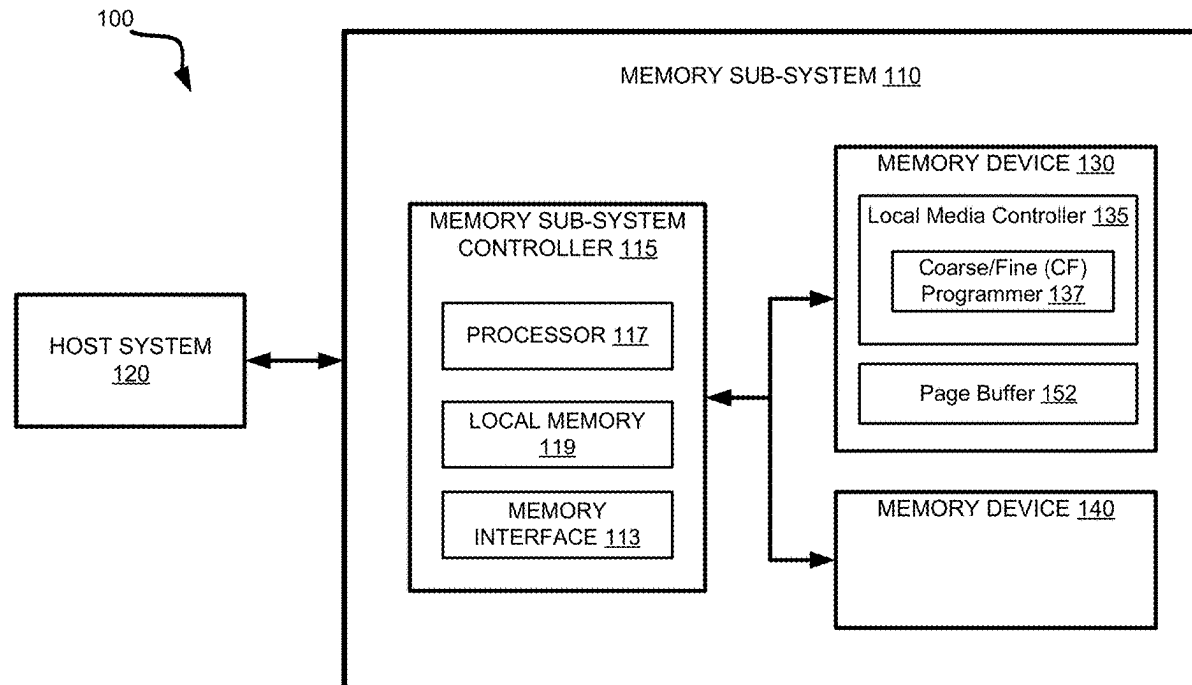 100
MEMORY SUB-SYSTEM 110
MEMORY DEVICE 130
Local Media Controller 135
Coarse/Fine (CF)
Programmer 137
Page Buffer 152
MEMORY SUB-SYSTEM
CONTROLLER 115
PROCESSOR 117
LOCAL MEMORY
119
MEMORY
INTERFACE 113
HOST SYSTEM
120
MEMORY DEVICE 140